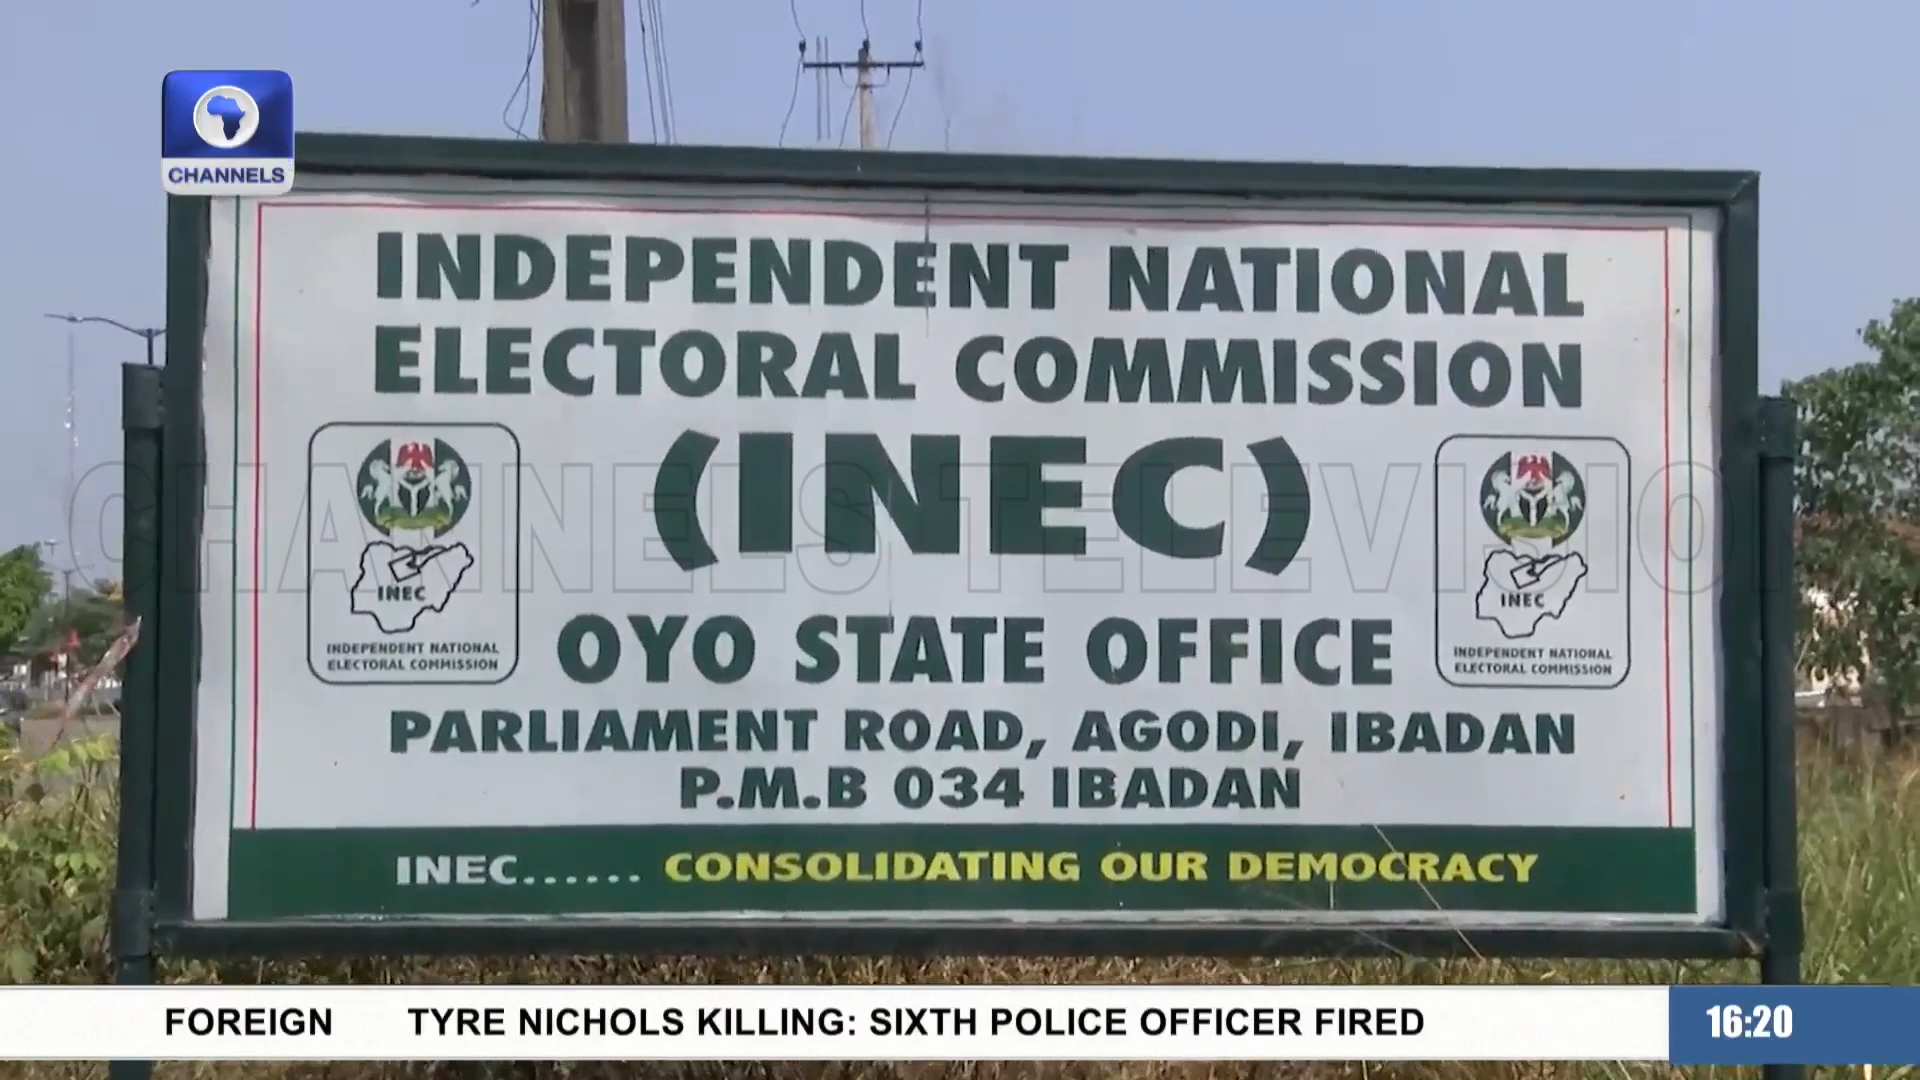 CHANNELS
INDEPENDENT NATIONAL
ELECTORAL COMMISSION
(INEC)
INEC
INDEPENDENT NATIONAL
ELECTORAL COMMISSION
INEC
INDEPENDENT NATIONAL
ELECTORAL COMMISSION
CHANNELS TELEVISIO
OYO STATE OFFICE
PARLIAMENT ROAD, AGODI, IBADAN
P.M.B 034 IBADAN
INEC...... CONSOLIDATING OUR DEMOCRACY
FOREIGN TYRE NICHOLS KILLING: SIXTH POLICE OFFICER FIRED
16:20